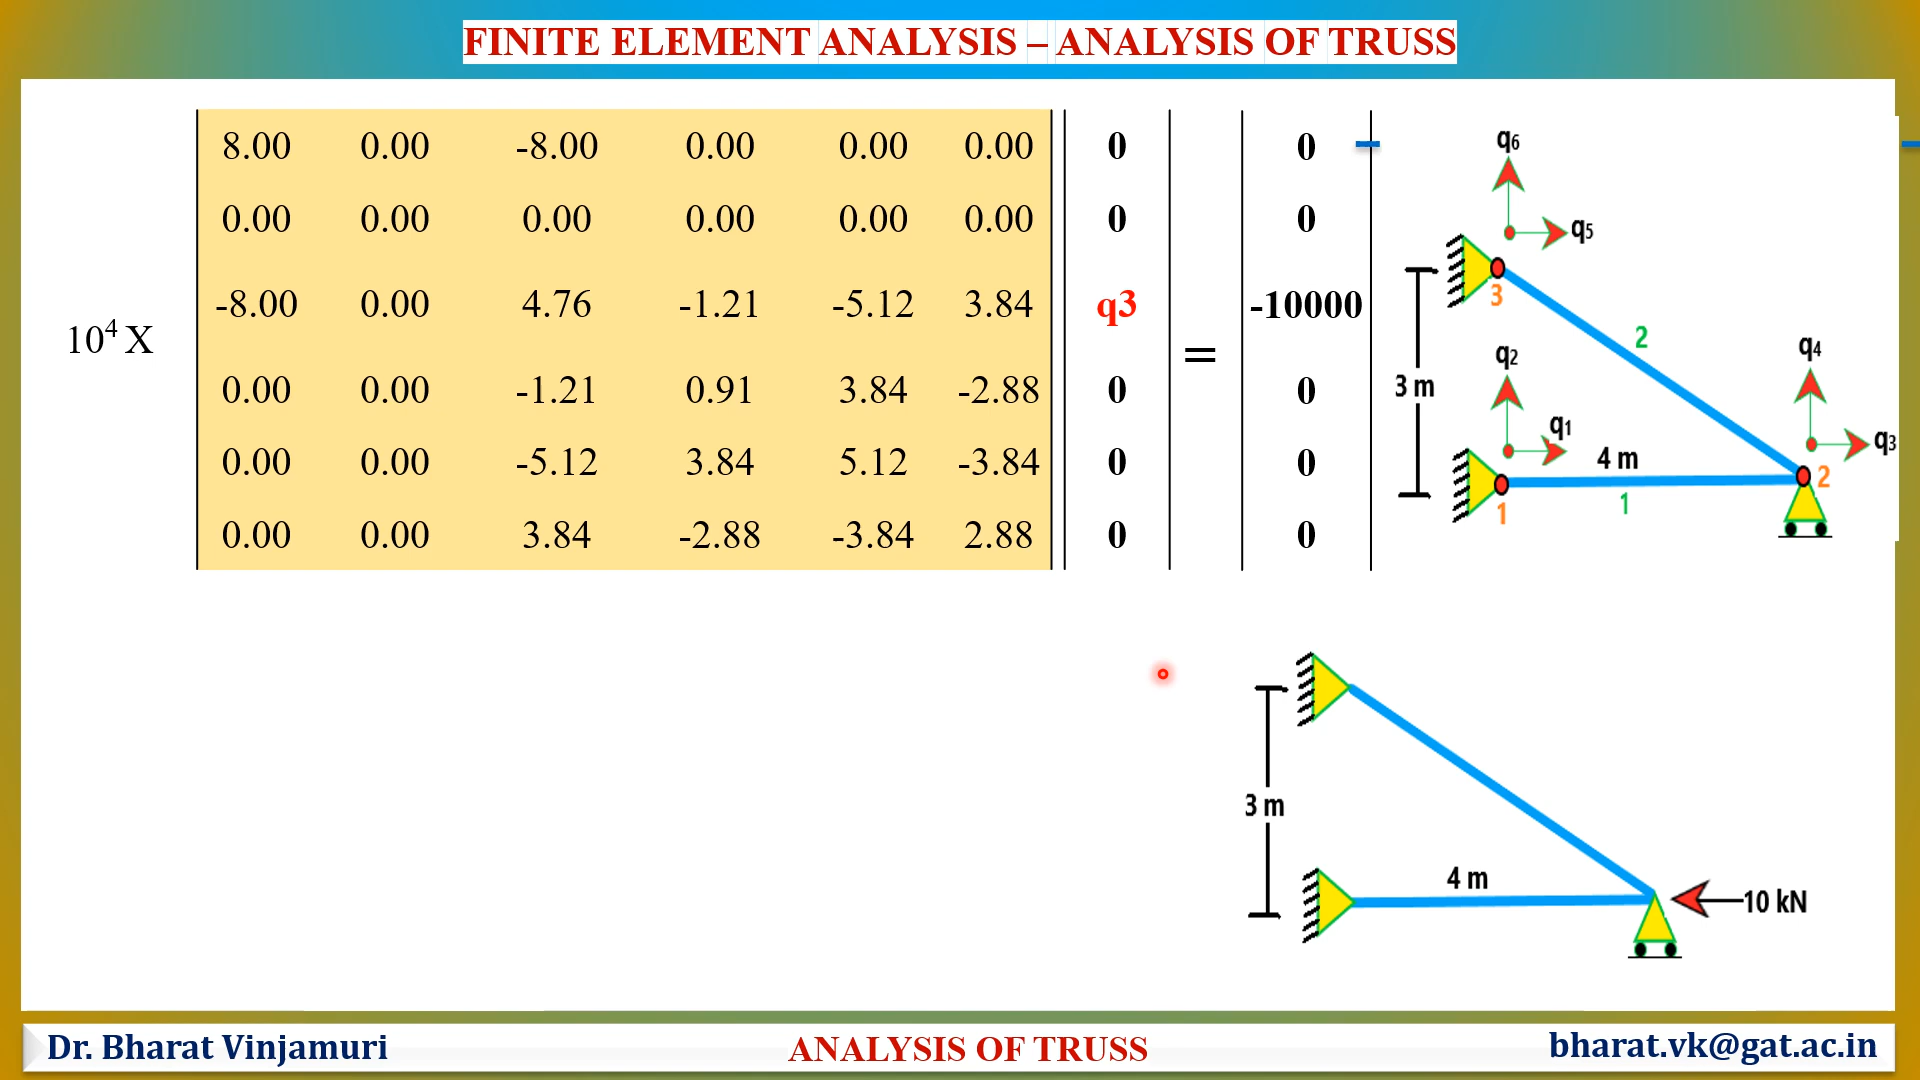 FINITE ELEMENT ANALYSIS – ANALYSIS OF TRUSS
8.00 0.00 -8.00 0.00 0.00 0.00 0 0
0.00 0.00 0.00 0.00 0.00 0.00 0 0
-8.00 0.00 4.76 -1.21 -5.12 3.84 q3 -10000
10⁴ X =
0.00 0.00 -1.21 0.91 3.84 -2.88 0 0
0.00 0.00 -5.12 3.84 5.12 -3.84 0 0
0.00 0.00 3.84 -2.88 -3.84 2.88 0 0
q6
q5
3
2
q2
q4
3 m
q1
q3
4 m
2
1
1
3 m
4 m
10 kN
Dr. Bharat Vinjamuri
ANALYSIS OF TRUSS
bharat.vk@gat.ac.in